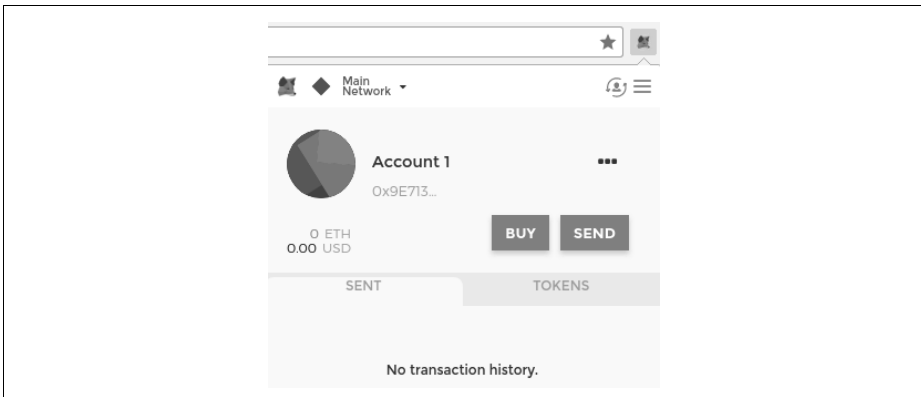 Main
Network
Account 1
0x9E713...
0 ETH
0.00 USD
BUY
SEND
SENT
TOKENS
No transaction history.